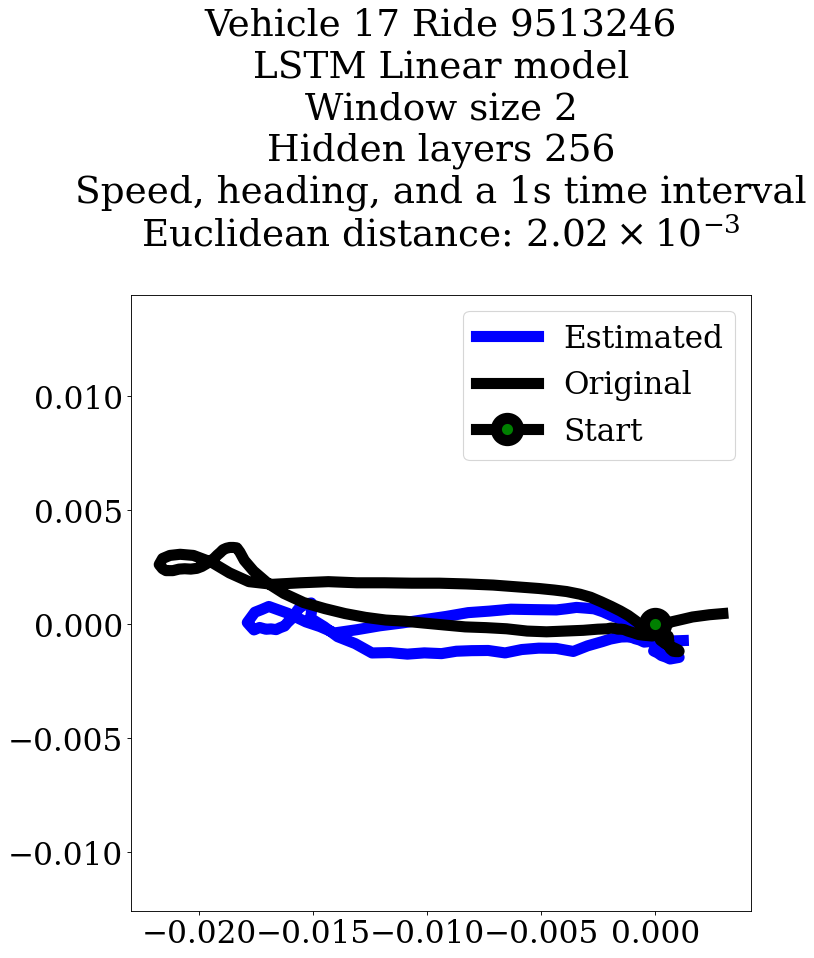 Vehicle 17 Ride 9513246
LSTM Linear model
Window size 2
Hidden layers 256
Speed, heading, and a 1s time interval
Euclidean distance: 2.02 × 10⁻³
Estimated
Original
Start
0.010
0.005
0.000
−0.005
−0.010
−0.020 −0.015 −0.010 −0.005 0.000